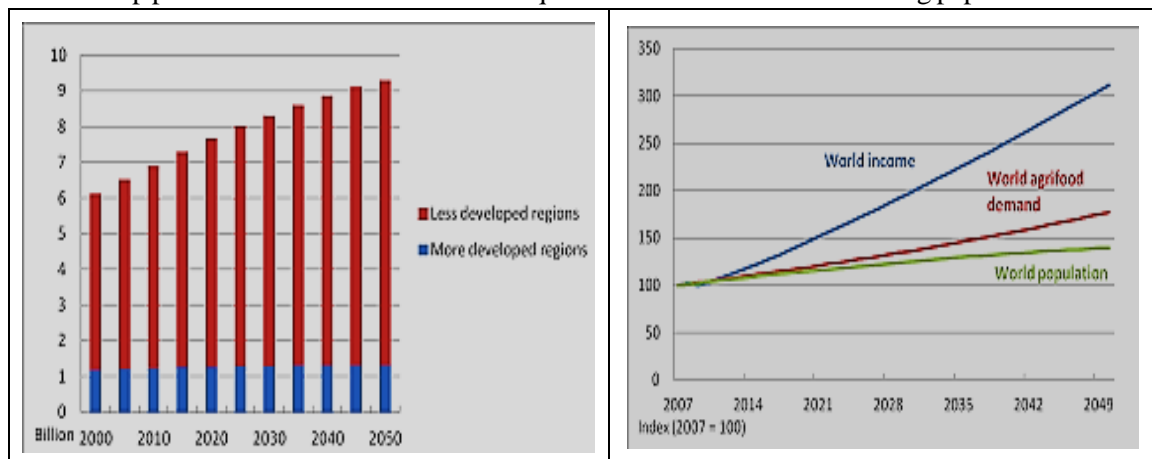 10
9
8
7
6
5
4
3
2
1
0
Billion 2000 2010 2020 2030 2040 2050
Less developed regions
More developed regions
350
300
250
200
150
100
50
0
World income
World agrifood
demand
World population
2007 2014 2021 2028 2035 2042 2049
Index (2007 = 100)